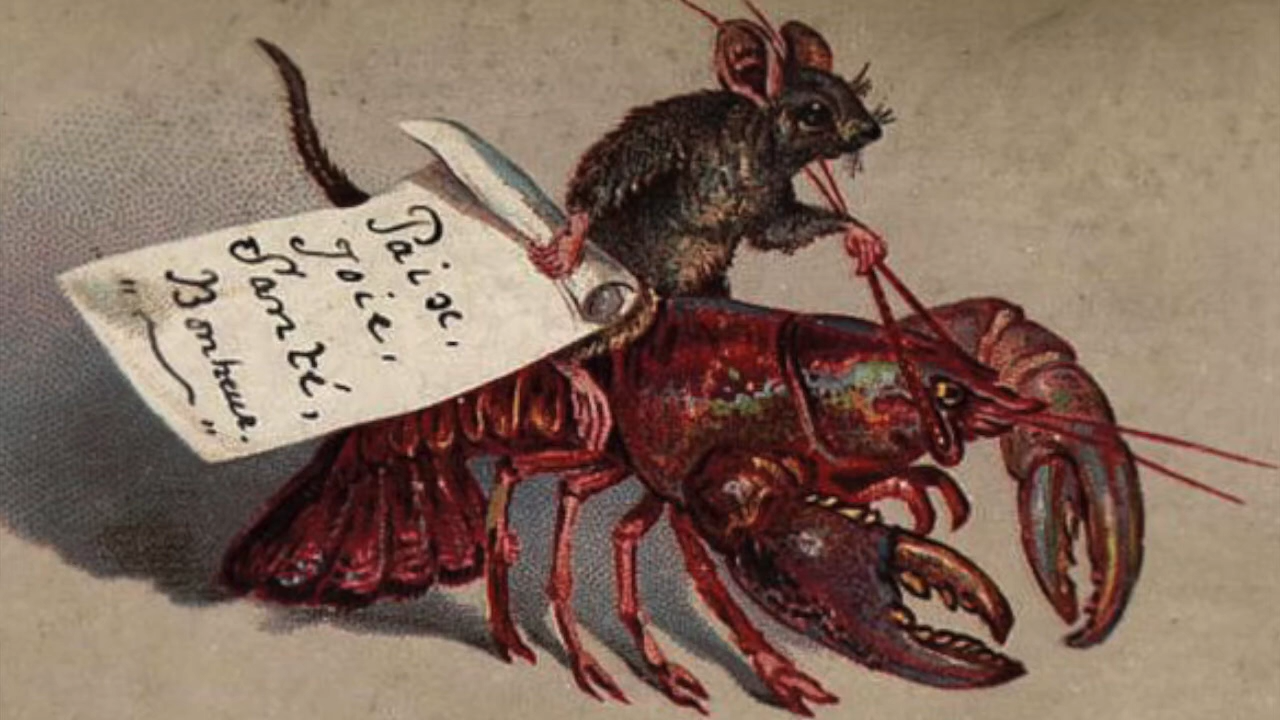 Paix,
Joie,
Santé,
" Bonheur. "